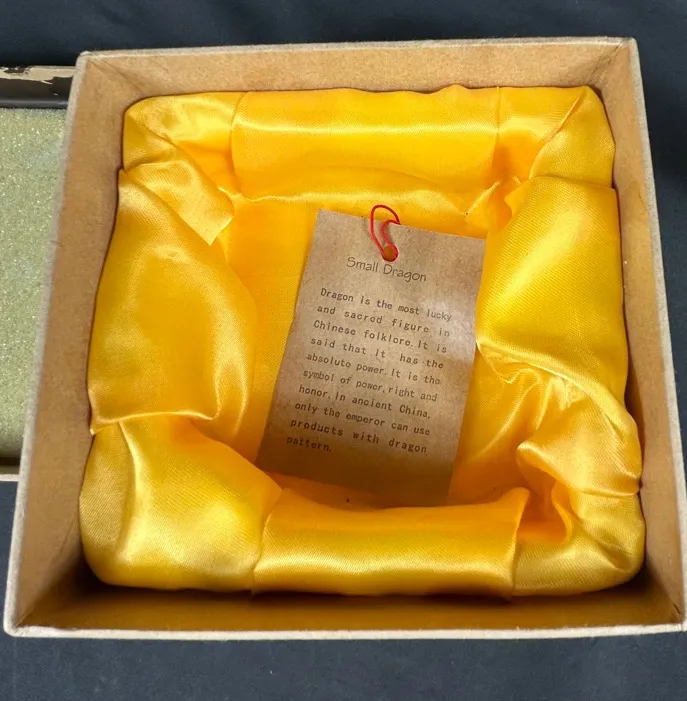 Small Dragon
Dragon is the most lucky
and sacred figure in
Chinese folklore. It is
said that it has the
absolute power. It is the
symbol of power, right and
honor. In ancient China,
only the emperor can use
products with dragon
pattern.